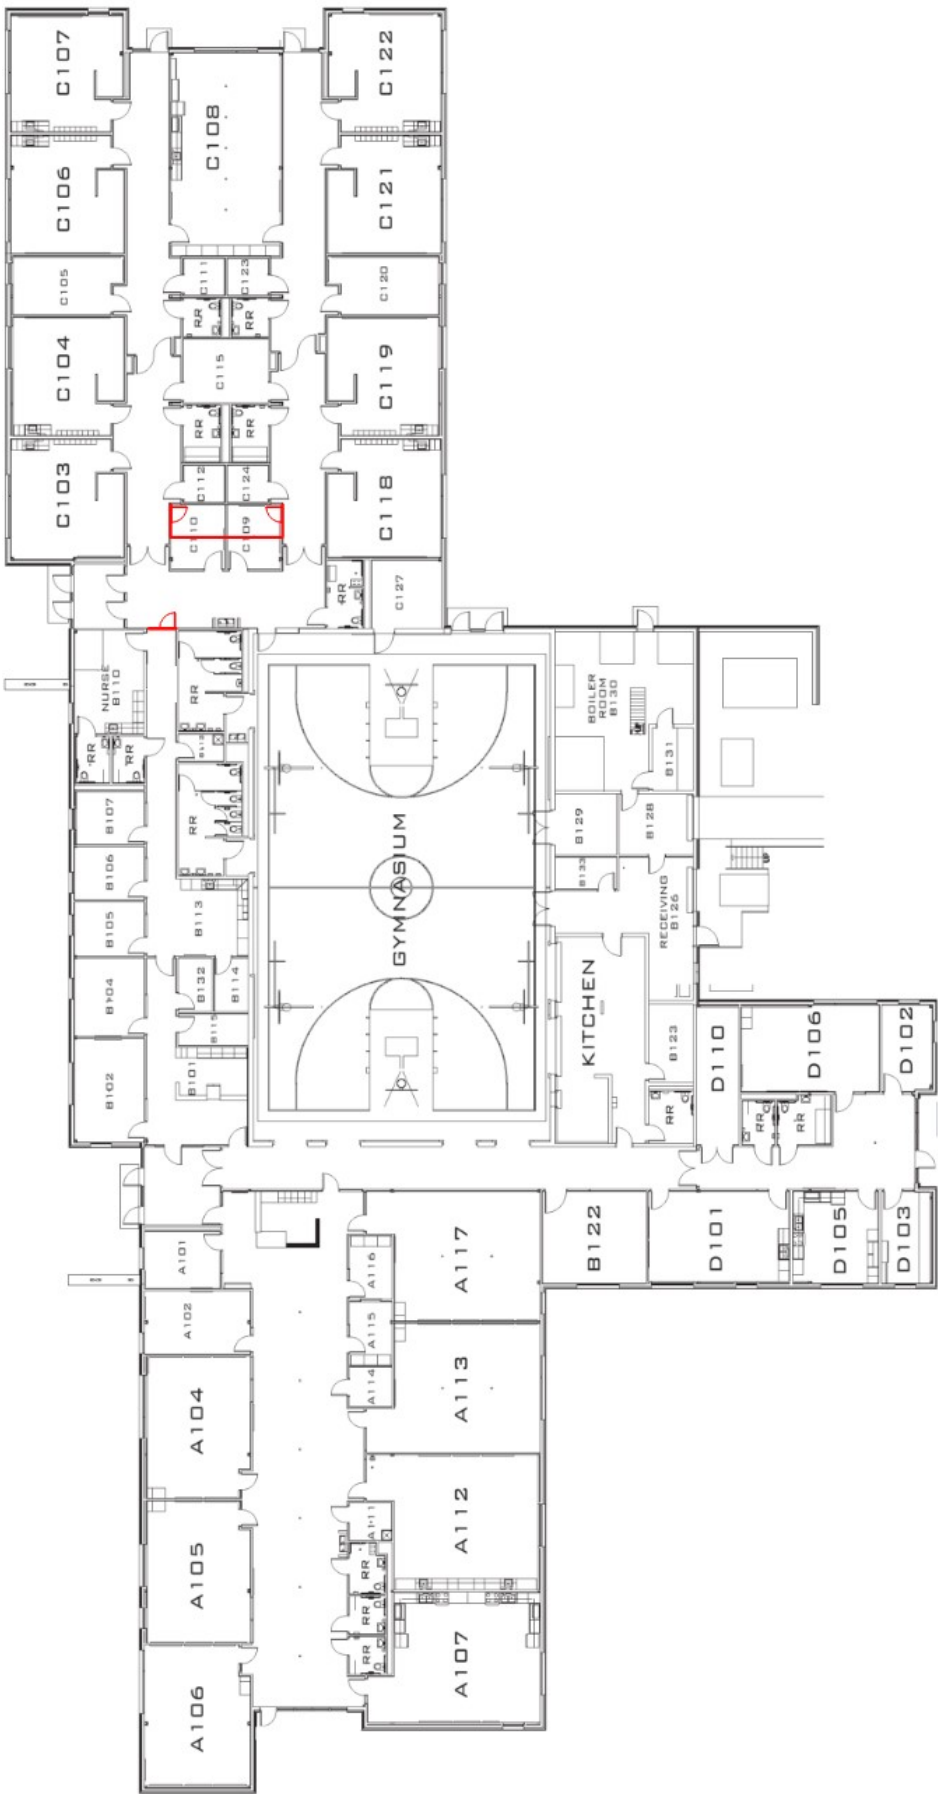 C107
C122
C108
C106
C121
C111
C123
C105
C120
RR
RR
C104
C115
C119
RR
RR
C103
C112
C124
C118
C110
C109
RR
C127
NURSE
B110
RR
BOILER
ROOM
B130
RR
RR
B131
B107
RR
GYMNASIUM
B129
B128
B106
B133
B105
B113
RECEIVING
B126
B104
B132
B114
KITCHEN
B115
B123
D110
D106
D102
B102
B101
RR
RR
RR
A101
A116
A117
B122
D101
D105
D103
A102
A115
A114
A113
A104
A112
A111
A105
RR
RR
RR
A107
A106